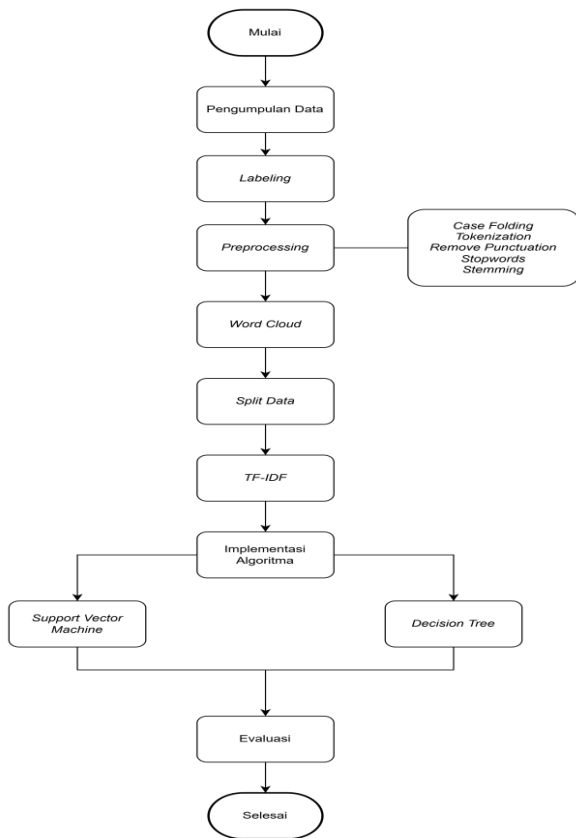 Mulai
Pengumpulan Data
Labeling
Preprocessing
Case Folding
Tokenization
Remove Punctuation
Stopwords
Stemming
Word Cloud
Split Data
TF-IDF
Implementasi
Algoritma
Support Vector
Machine
Decision Tree
Evaluasi
Selesai